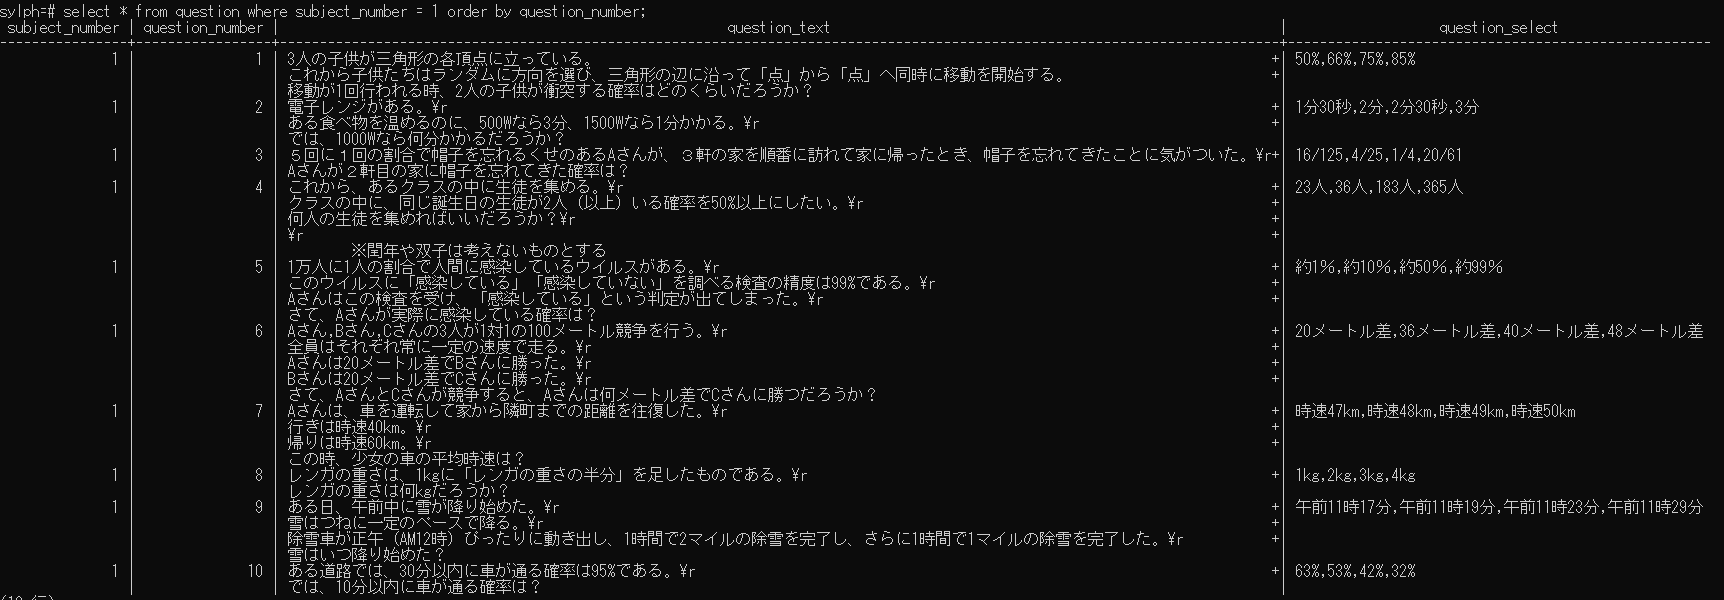 sylph=# select * from question where subject_number = 1 order by question_number;
subject_number | question_number | question_text | question_select
1 | 1 | 3人の子供が三角形の各頂点に立っている。 +| 50%,66%,75%,85%
これから子供たちはランダムに方向を選び、三角形の辺に沿って「点」から「点」へ同時に移動を開始する。 +|
移動が1回行われる時、2人の子供が衝突する確率はどのくらいだろうか？
1 | 2 | 電子レンジがある。\r +| 1分30秒,2分,2分30秒,3分
ある食べ物を温めるのに、500Wなら3分、1500Wなら1分かかる。\r +|
では、1000Wなら何分かかるだろうか？
1 | 3 | ５回に１回の割合で帽子を忘れるくせのあるAさんが、３軒の家を順番に訪れて家に帰ったとき、帽子を忘れてきたことに気がついた。\r+| 16/125,4/25,1/4,20/61
Aさんが２軒目の家に帽子を忘れてきた確率は？
1 | 4 | これから、あるクラスの中に生徒を集める。\r +| 23人,36人,183人,365人
クラスの中に、同じ誕生日の生徒が2人（以上）いる確率を50%以上にしたい。\r +|
何人の生徒を集めればいいだろうか？\r +|
\r +|
※閏年や双子は考えないものとする
1 | 5 | 1万人に1人の割合で人間に感染しているウイルスがある。\r +| 約1％,約10％,約50％,約99％
このウイルスに「感染している」「感染していない」を調べる検査の精度は99%である。\r +|
Aさんはこの検査を受け、「感染している」という判定が出てしまった。\r +|
さて、Aさんが実際に感染している確率は？
1 | 6 | Aさん,Bさん,Cさんの3人が1対1の100メートル競争を行う。\r +| 20メートル差,36メートル差,40メートル差,48メートル差
全員はそれぞれ常に一定の速度で走る。\r +|
Aさんは20メートル差でBさんに勝った。\r +|
Bさんは20メートル差でCさんに勝った。\r +|
さて、AさんとCさんが競争すると、Aさんは何メートル差でCさんに勝つだろうか？
1 | 7 | Aさんは、車を運転して家から隣町までの距離を往復した。\r +| 時速47km,時速48km,時速49km,時速50km
行きは時速40km。\r +|
帰りは時速60km。\r +|
この時、少女の車の平均時速は？
1 | 8 | レンガの重さは、1kgに「レンガの重さの半分」を足したものである。\r +| 1kg,2kg,3kg,4kg
レンガの重さは何kgだろうか？
1 | 9 | ある日、午前中に雪が降り始めた。\r +| 午前11時17分,午前11時19分,午前11時23分,午前11時29分
雪はつねに一定のペースで降る。\r +|
除雪車が正午（AM12時）ぴったりに動き出し、1時間で2マイルの除雪を完了し、さらに1時間で1マイルの除雪を完了した。\r +|
雪はいつ降り始めた？
1 | 10 | ある道路では、30分以内に車が通る確率は95%である。\r +| 63%,53%,42%,32%
では、10分以内に車が通る確率は？